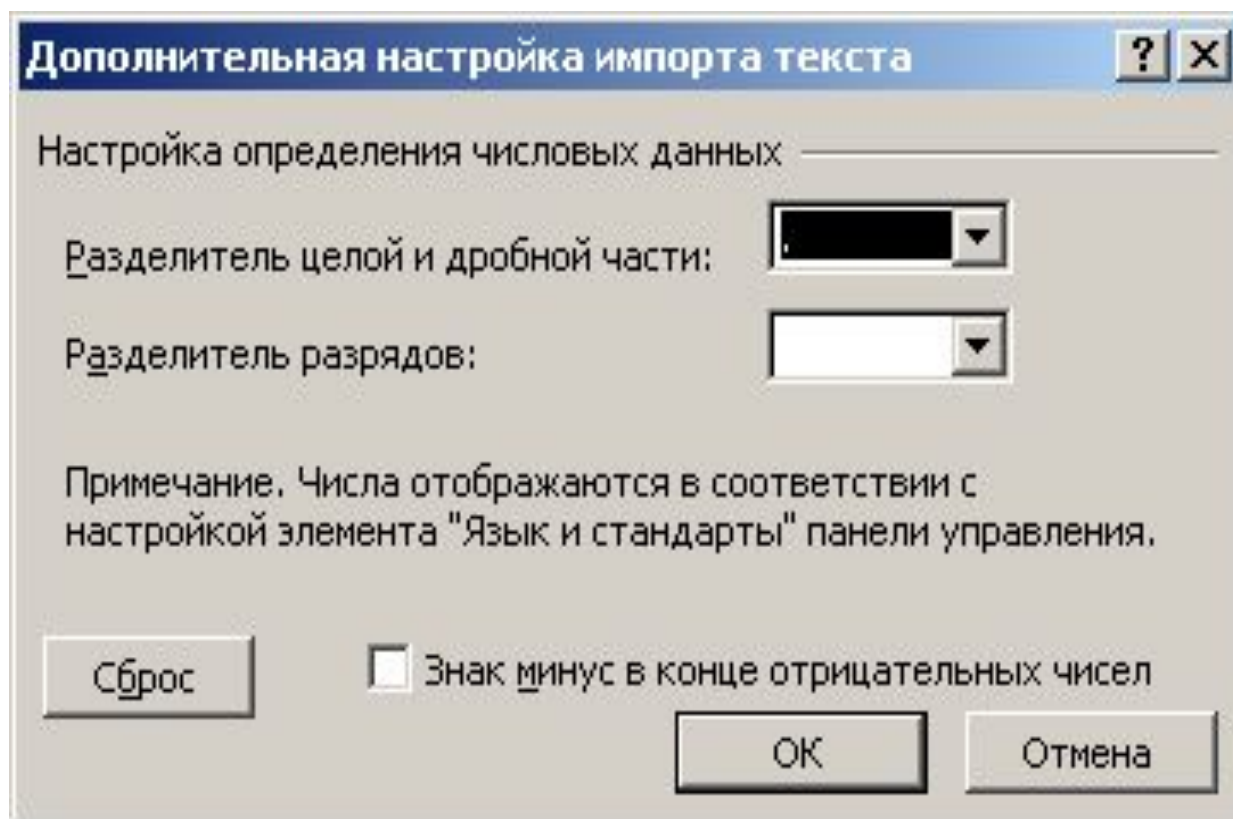 Дополнительная настройка импорта текста
Настройка определения числовых данных
Разделитель целой и дробной части:
,
Разделитель разрядов:
Примечание. Числа отображаются в соответствии с
настройкой элемента "Язык и стандарты" панели управления.
Сброс
Знак минус в конце отрицательных чисел
ОК
Отмена